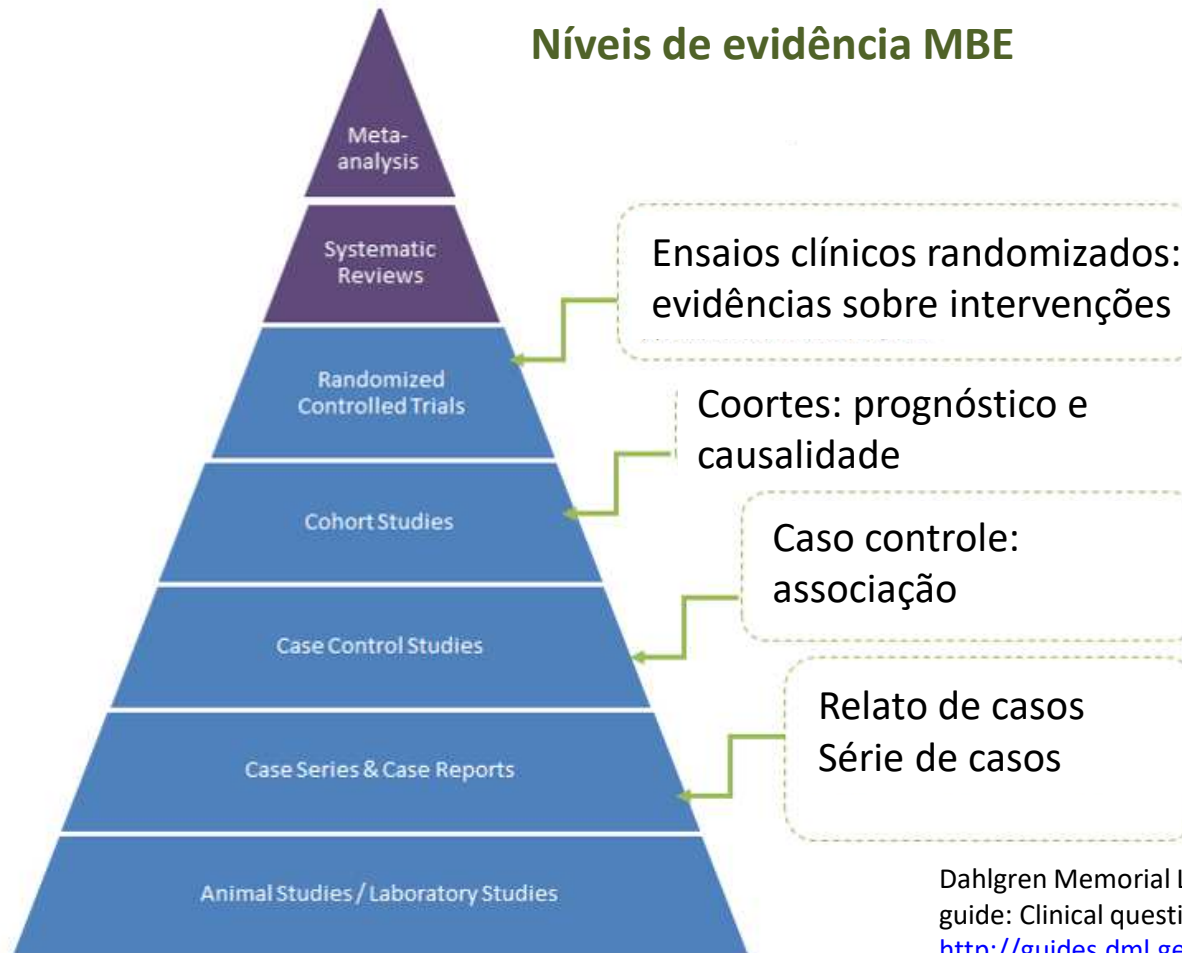 Níveis de evidência MBE
Meta-
analysis
Systematic
Reviews
Ensaios clínicos randomizados:
evidências sobre intervenções
Randomized
Controlled Trials
Coortes: prognóstico e
causalidade
Cohort Studies
Caso controle:
associação
Case Control Studies
Relato de casos
Série de casos
Case Series & Case Reports
Animal Studies / Laboratory Studies
Dahlgren Memorial L
guide: Clinical questi